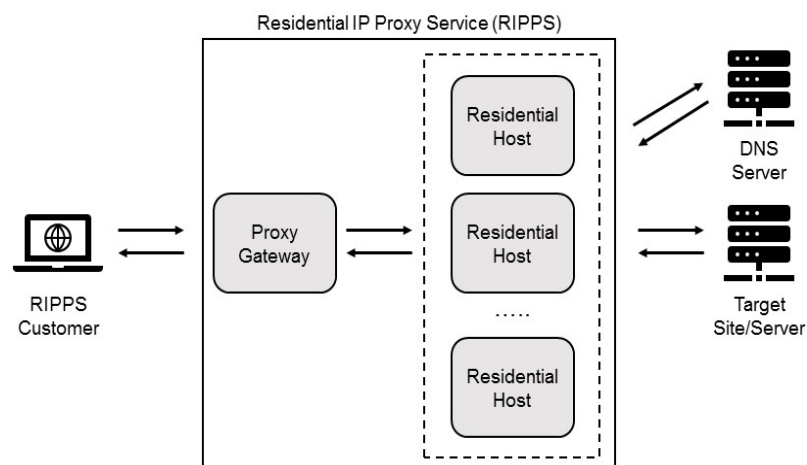 Residential IP Proxy Service (RIPPS)
Residential
Host
DNS
Server
Proxy
Gateway
Residential
Host
RIPPS
Customer
Target
Site/Server
.....
Residential
Host